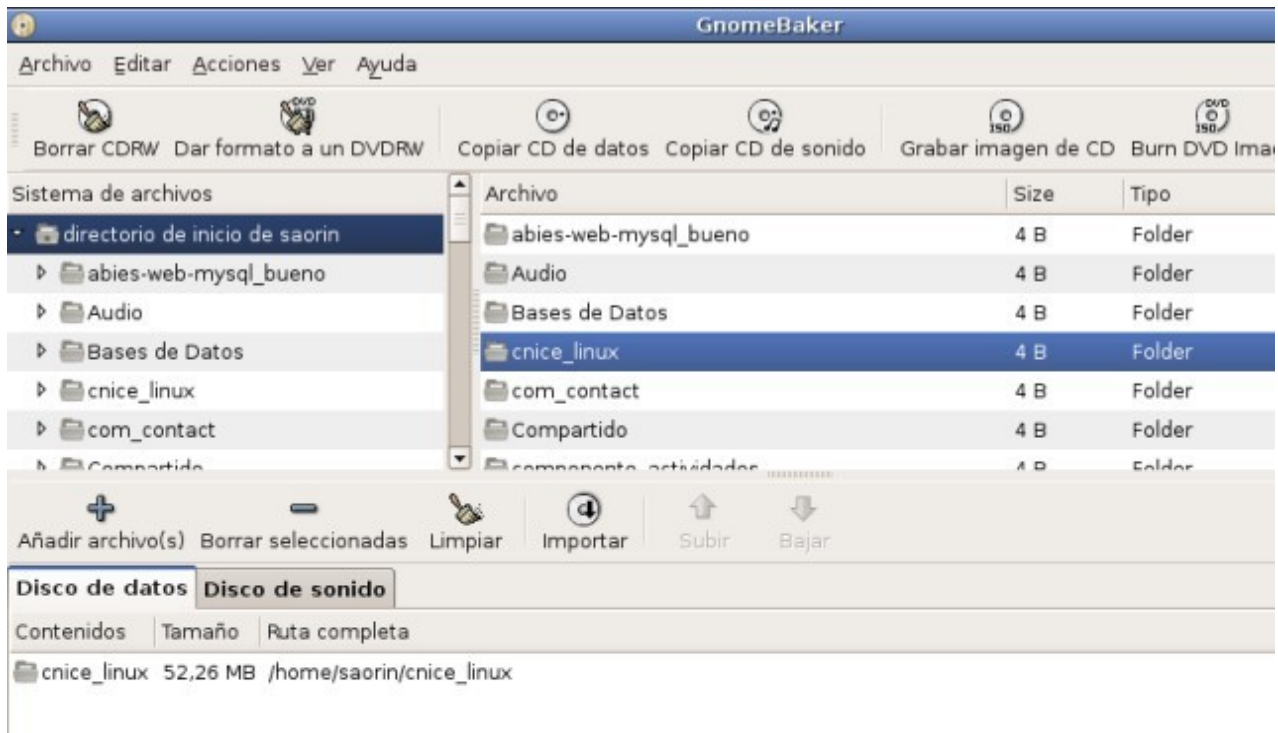 GnomeBaker
Archivo Editar Acciones Ver Ayuda
Borrar CDRW Dar formato a un DVDRW Copiar CD de datos Copiar CD de sonido Grabar imagen de CD Burn DVD Ima
Sistema de archivos Archivo Size Tipo
directorio de inicio de saorin abies-web-mysql_bueno 4 B Folder
abies-web-mysql_bueno Audio 4 B Folder
Audio Bases de Datos 4 B Folder
Bases de Datos cnice_linux 4 B Folder
cnice_linux com_contact 4 B Folder
com_contact Compartido 4 B Folder
Compartido componente_actividades 4 B Folder
Añadir archivo(s) Borrar seleccionadas Limpiar Importar Subir Bajar
Disco de datos Disco de sonido
Contenidos Tamaño Ruta completa
cnice_linux 52,26 MB /home/saorin/cnice_linux